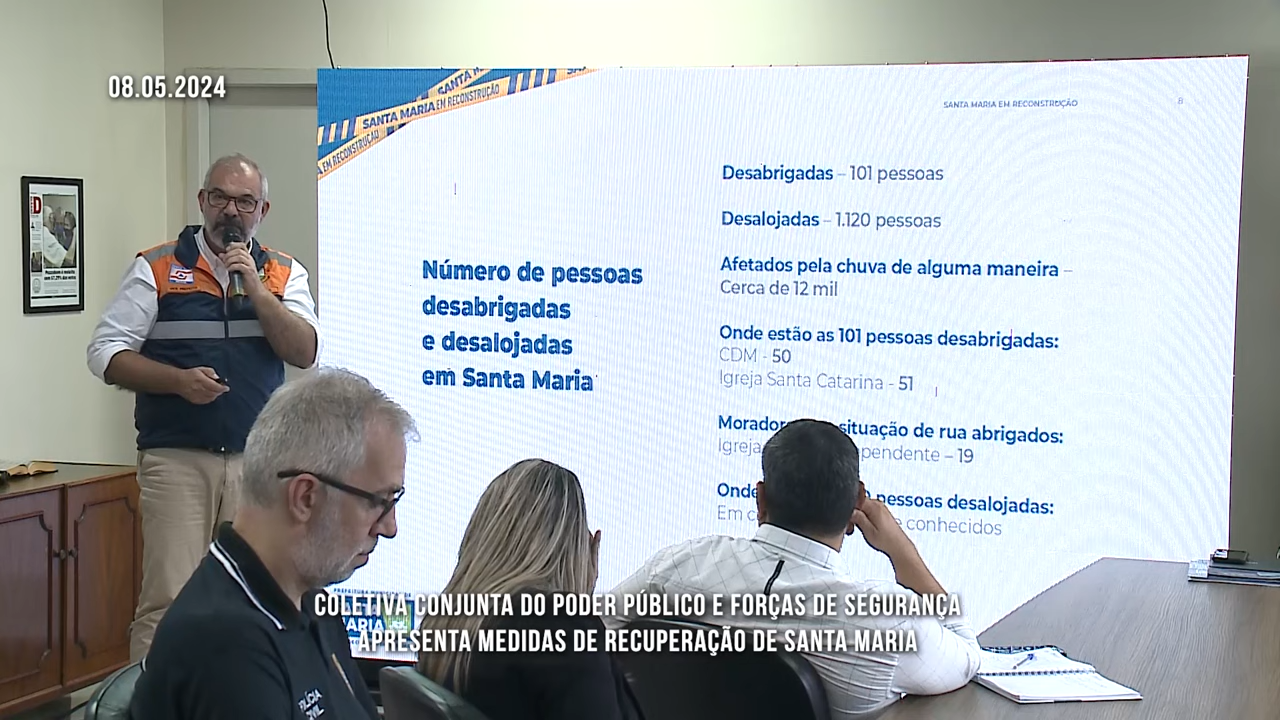 08.05.2024
SANTA MARIA EM RECONSTRUÇÃO
SANTA MARIA EM RECONSTRUÇÃO
8
Número de pessoas
desabrigadas
e desalojadas
em Santa Maria
Desabrigadas – 101 pessoas
Desalojadas – 1.120 pessoas
Afetados pela chuva de alguma maneira –
Cerca de 12 mil
Onde estão as 101 pessoas desabrigadas:
CDM - 50
Igreja Santa Catarina - 51
situação de rua abrigados:
Igreja pendente – 19
Onde pessoas desalojadas:
Em conhecidos
COLETIVA CONJUNTA DO PODER PÚBLICO E FORÇAS DE SEGURANÇA
APRESENTA MEDIDAS DE RECUPERAÇÃO DE SANTA MARIA
POLÍCIA
CIVIL